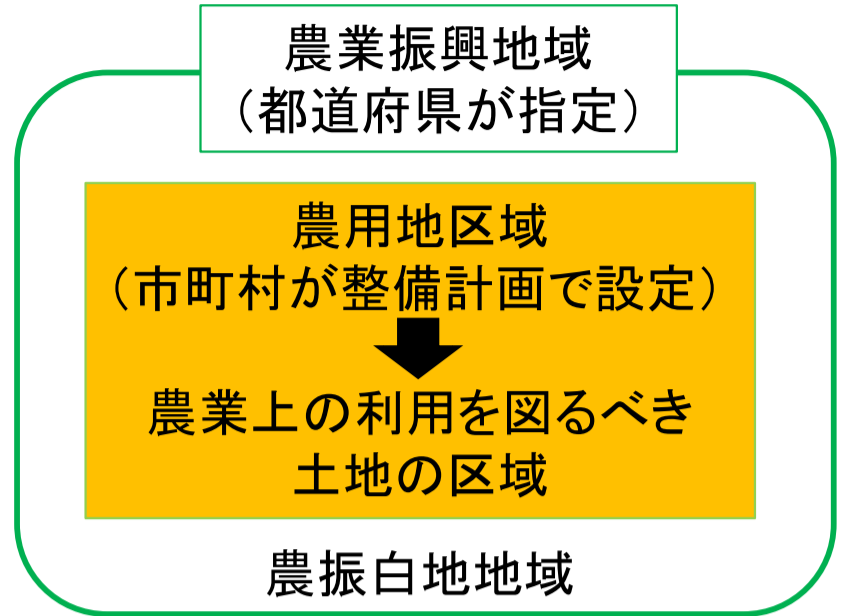 農業振興地域
（都道府県が指定）
農用地区域
（市町村が整備計画で設定）
農業上の利用を図るべき
土地の区域
農振白地地域